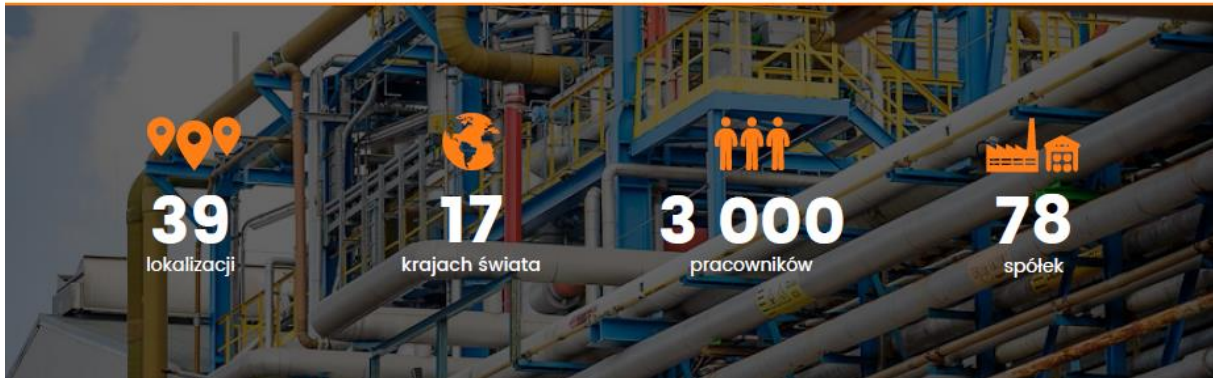 39
lokalizacji
17
krajach świata
3 000
pracowników
78
spółek